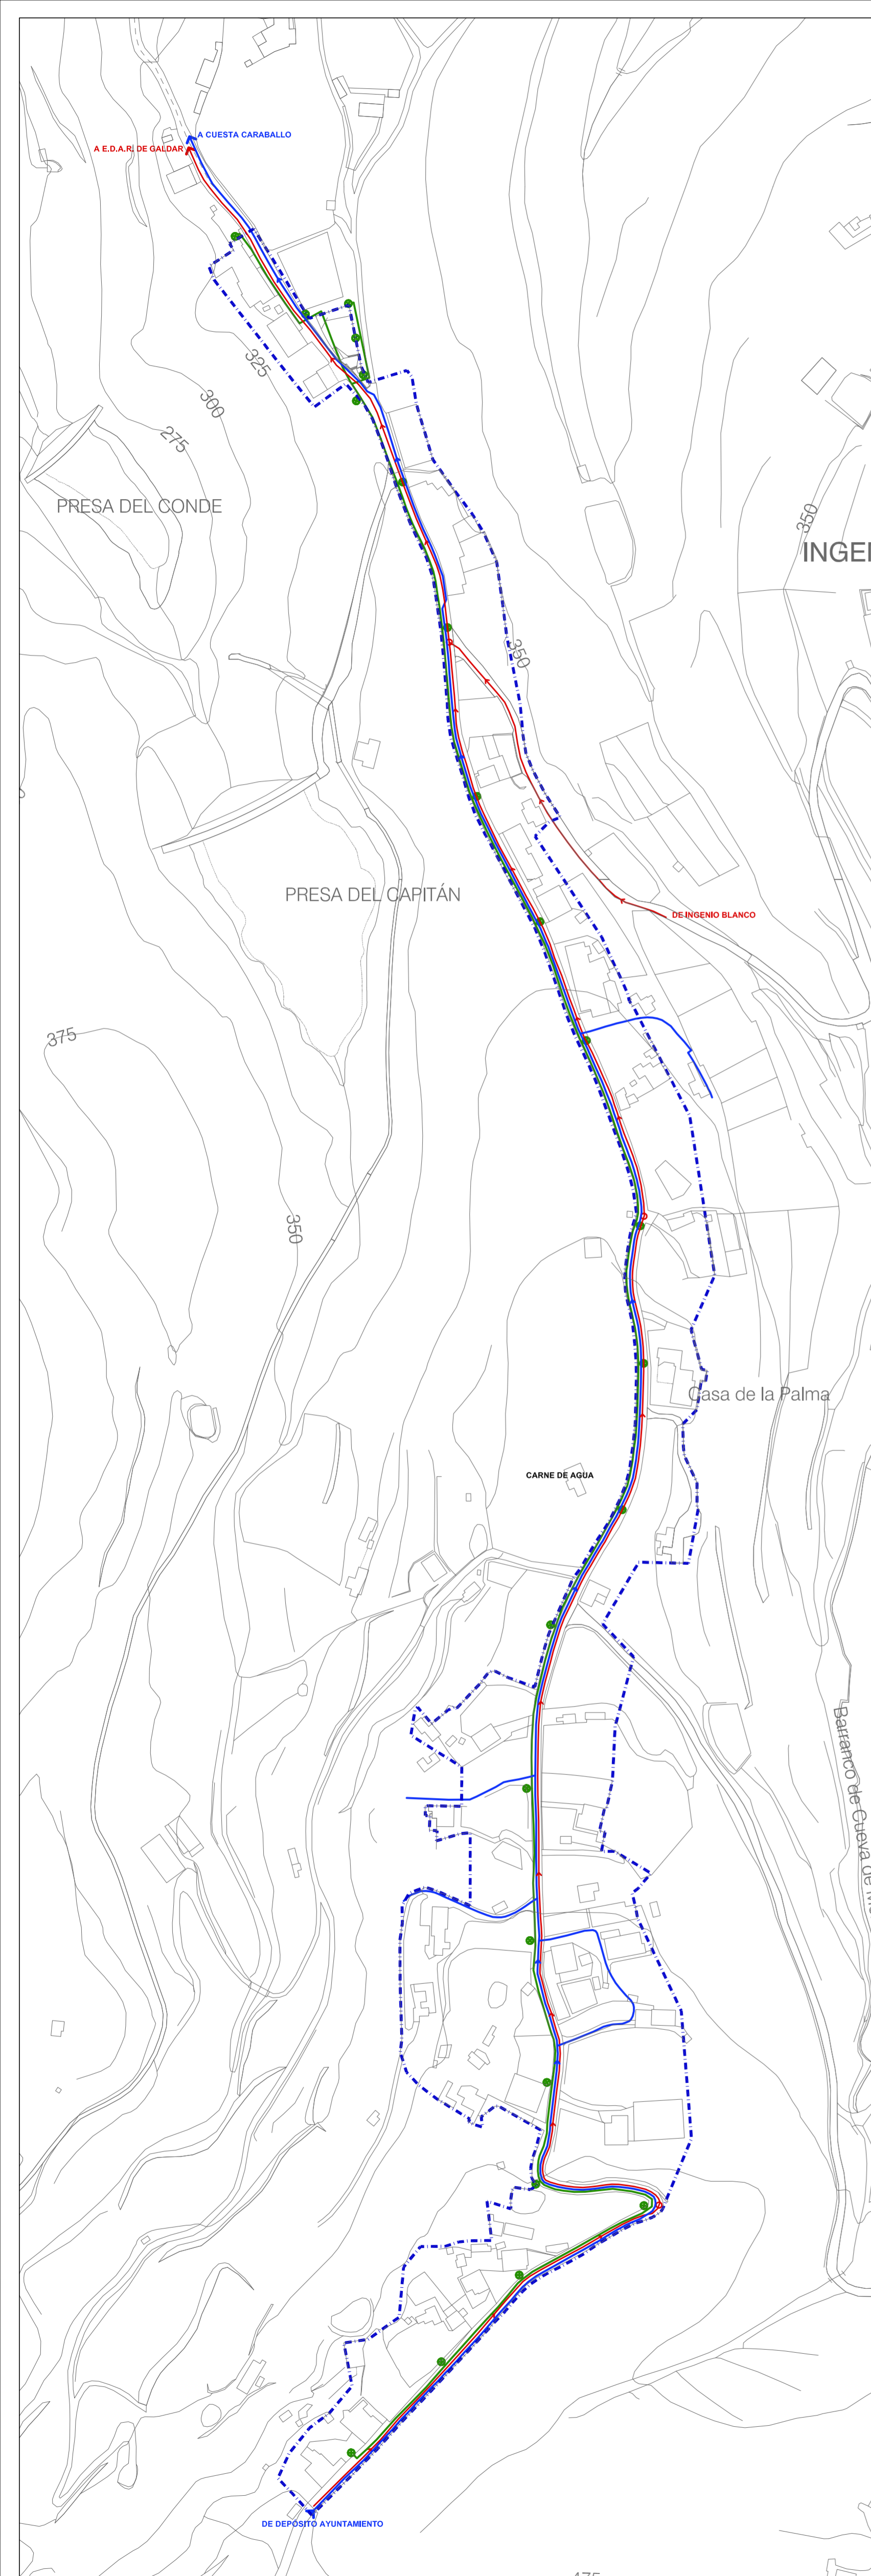 A CUESTA CARABALLO
A E.D.A.R. DE GALDAR
325
300
275
PRESA DEL CONDE
350
INGE
350
PRESA DEL CAPITÁN
DE INGENIO BLANCO
375
350
Casa de la Palma
CARNE DE AGUA
Barranco de Cueva de
DE DEPÓSITO AYUNTAMIENTO